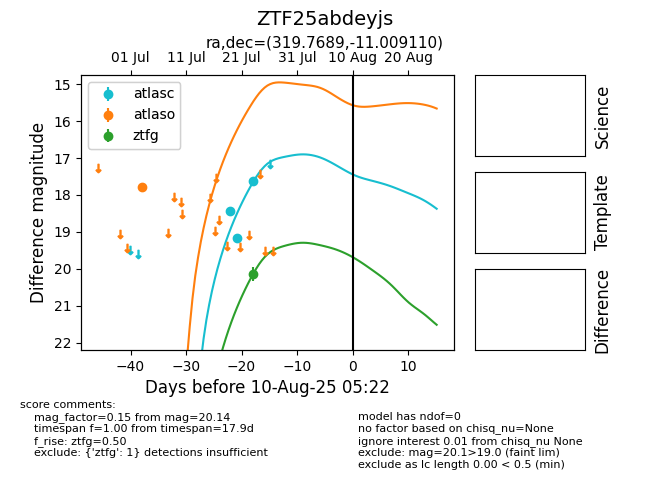 ZTF25abdeyjs
ra,dec=(319.7689,-11.009110)
01 Jul 11 Jul 21 Jul 31 Jul 10 Aug 20 Aug
atlasc
atlaso
ztfg
15
16
17
18
19
20
21
22
Difference magnitude
−40 −30 −20 −10 0 10
Days before 10-Aug-25 05:22
Science
Template
Difference
score comments:
mag_factor=0.15 from mag=20.14
timespan f=1.00 from timespan=17.9d
f_rise: ztfg=0.50
exclude: {'ztfg': 1} detections insufficient
model has ndof=0
no factor based on chisq_nu=None
ignore interest 0.01 from chisq_nu None
exclude: mag=20.1>19.0 (faint lim)
exclude as lc length 0.00 < 0.5 (min)